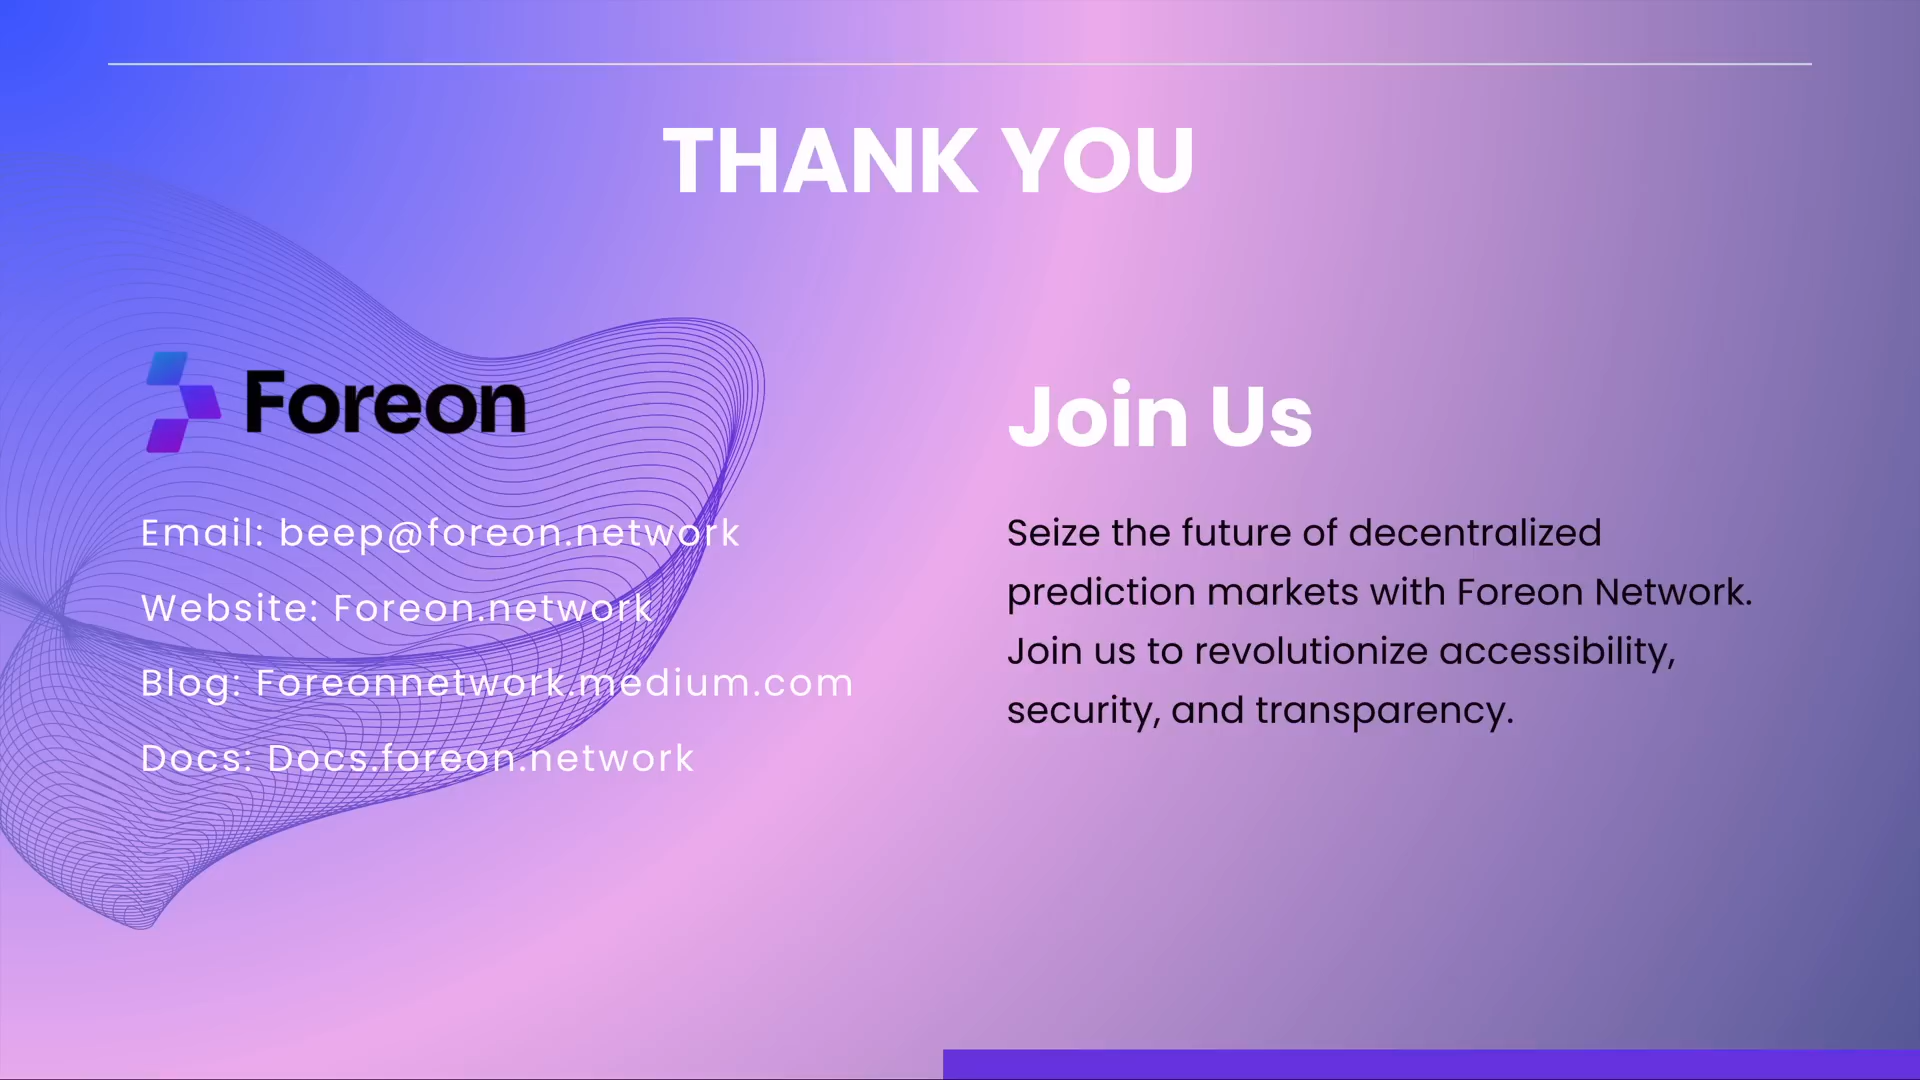 THANK YOU
Foreon
Email: beep@foreon.network
Website: Foreon.network
Blog: Foreonnetwork.medium.com
Docs: Docs.foreon.network
Join Us
Seize the future of decentralized
prediction markets with Foreon Network.
Join us to revolutionize accessibility,
security, and transparency.